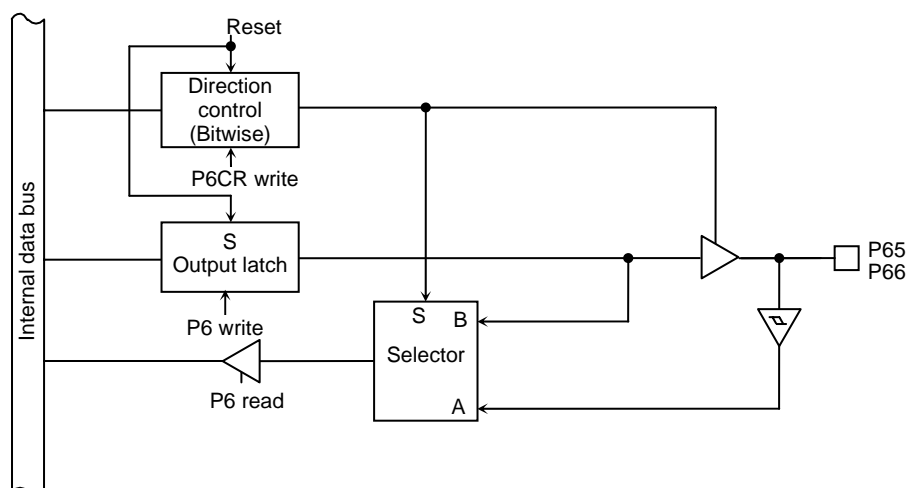 Reset
Direction
control
(Bitwise)
P6CR write
S
Output latch
P6 write
Internal data bus
P65
P66
S
B
Selector
A
P6 read